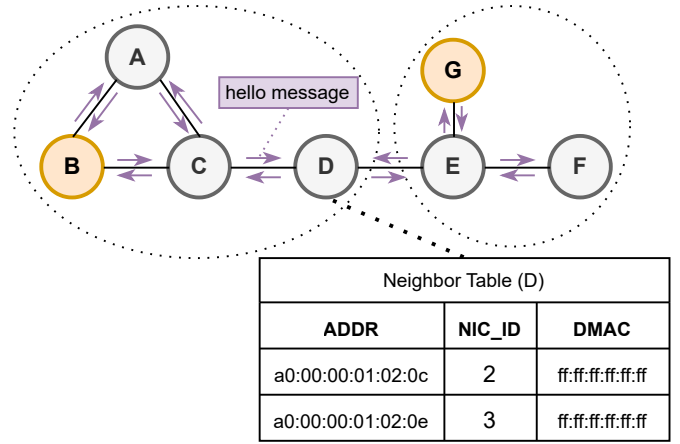 A
G
hello message
B
C
D
E
F
Neighbor Table (D)
ADDR NIC_ID DMAC
a0:00:00:01:02:0c 2 ff:ff:ff:ff:ff:ff
a0:00:00:01:02:0e 3 ff:ff:ff:ff:ff:ff